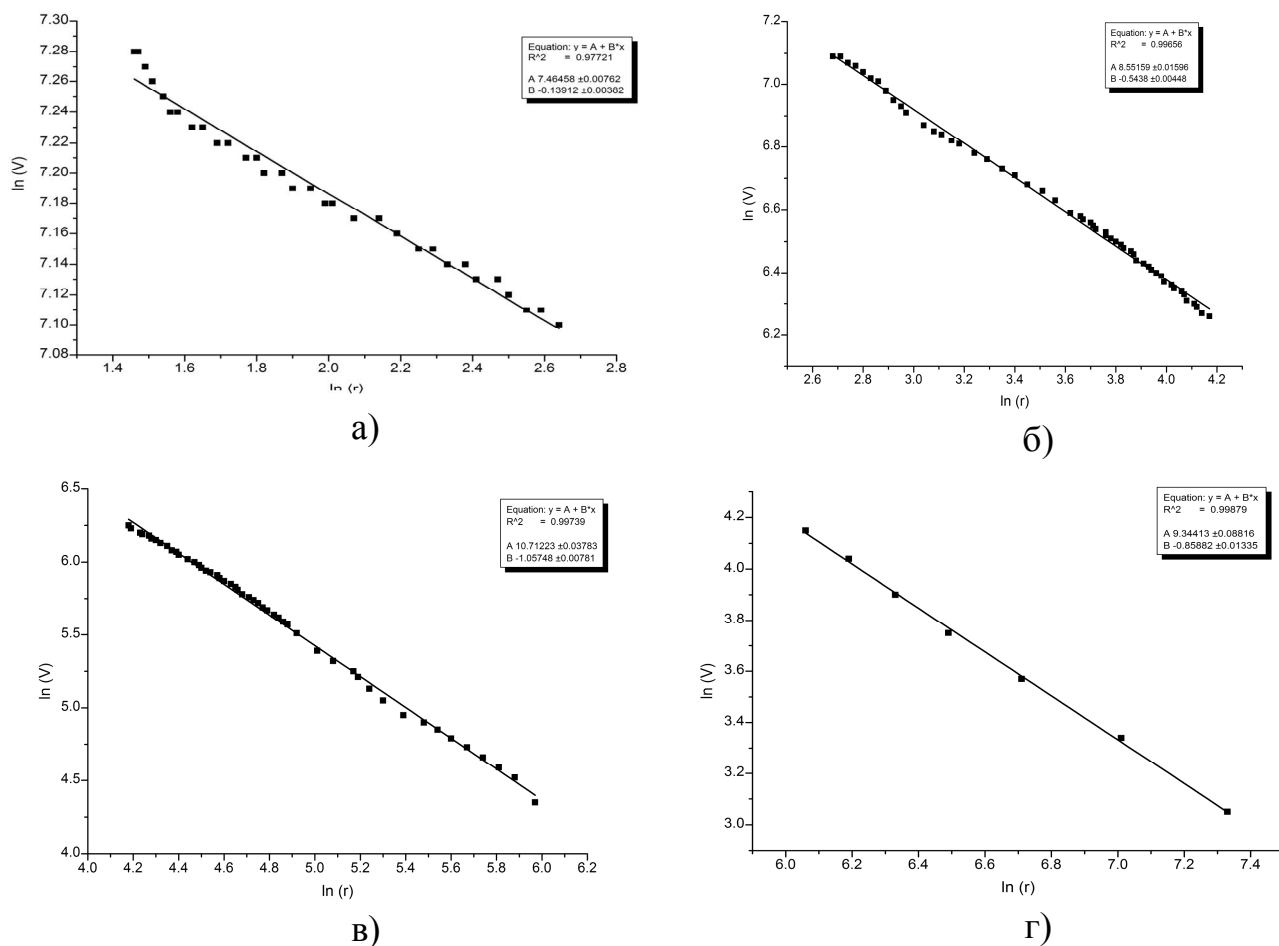 7.30
7.28
7.26
7.24
7.22
7.20
7.18
7.16
7.14
7.12
7.10
7.08
ln (V)
Equation: y = A + B*x
R^2 = 0.97721
A 7.46458 ±0.00762
B -0.13912 ±0.00362
1.4 1.6 1.8 2.0 2.2 2.4 2.6 2.8
ln (r)
а)
7.2
7.0
6.8
6.6
6.4
6.2
ln (V)
Equation: y = A + B*x
R^2 = 0.99656
A 8.55159 ±0.01596
B -0.5438 ±0.00448
2.6 2.8 3.0 3.2 3.4 3.6 3.8 4.0 4.2
ln (r)
б)
6.5
6.0
5.5
5.0
4.5
4.0
ln (V)
Equation: y = A + B*x
R^2 = 0.99739
A 10.71223 ±0.03783
B -1.05748 ±0.00781
4.0 4.2 4.4 4.6 4.8 5.0 5.2 5.4 5.6 5.8 6.0 6.2
ln (r)
в)
4.2
4.0
3.8
3.6
3.4
3.2
3.0
ln (V)
Equation: y = A + B*x
R^2 = 0.99879
A 9.34413 ±0.08816
B -0.85882 ±0.01335
6.0 6.2 6.4 6.6 6.8 7.0 7.2 7.4
ln (r)
г)